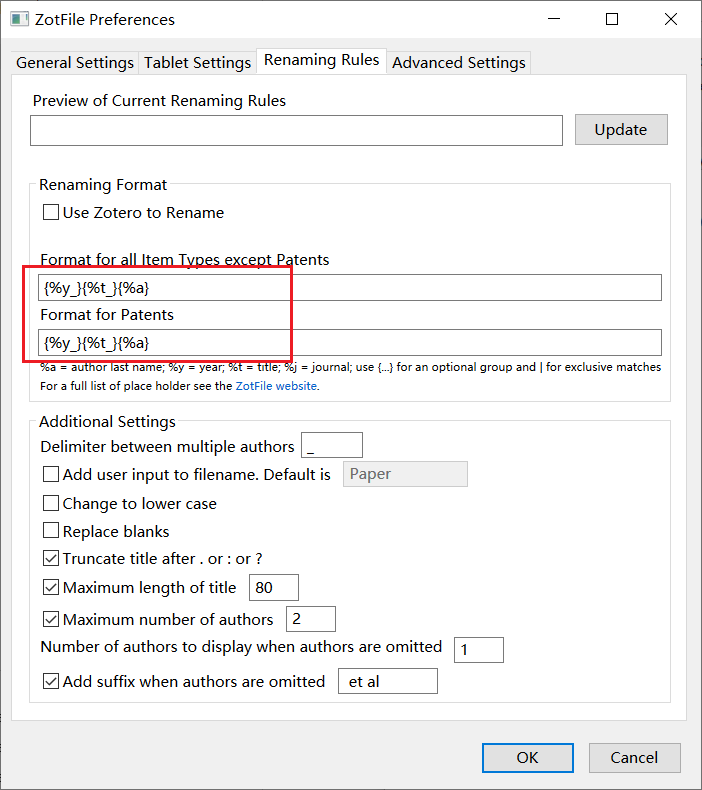 ZotFile Preferences
General Settings Tablet Settings Renaming Rules Advanced Settings
Preview of Current Renaming Rules
Update
Renaming Format
Use Zotero to Rename
Format for all Item Types except Patents
{%y_}{%t_}{%a}
Format for Patents
{%y_}{%t_}{%a}
%a = author last name; %y = year; %t = title; %j = journal; use {...} for an optional group and | for exclusive matches
For a full list of place holder see the ZotFile website.
Additional Settings
Delimiter between multiple authors _
Add user input to filename. Default is Paper
Change to lower case
Replace blanks
Truncate title after . or : or ?
Maximum length of title 80
Maximum number of authors 2
Number of authors to display when authors are omitted 1
Add suffix when authors are omitted et al
OK Cancel